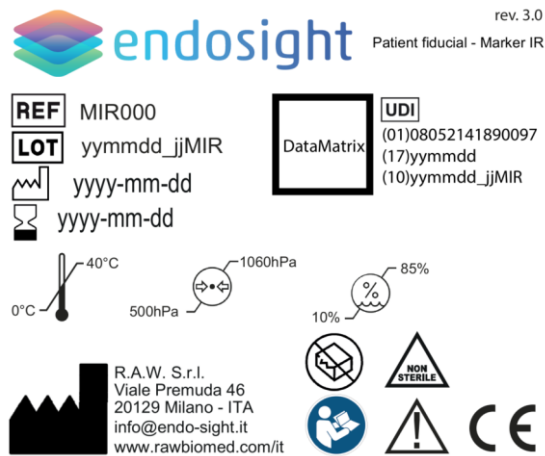 rev. 3.0
endosight
Patient fiducial - Marker IR
REF MIR000
LOT yymmdd_jjMIR
yyyy-mm-dd
yyyy-mm-dd
DataMatrix
UDI
(01)08052141890097
(17)yymmdd
(10)yymmdd_jjMIR
40°C
0°C
1060hPa
500hPa
85%
%
10%
R.A.W. S.r.l.
Viale Premuda 46
20129 Milano - ITA
info@endo-sight.it
www.rawbiomed.com/it
NON
STERILE
CE